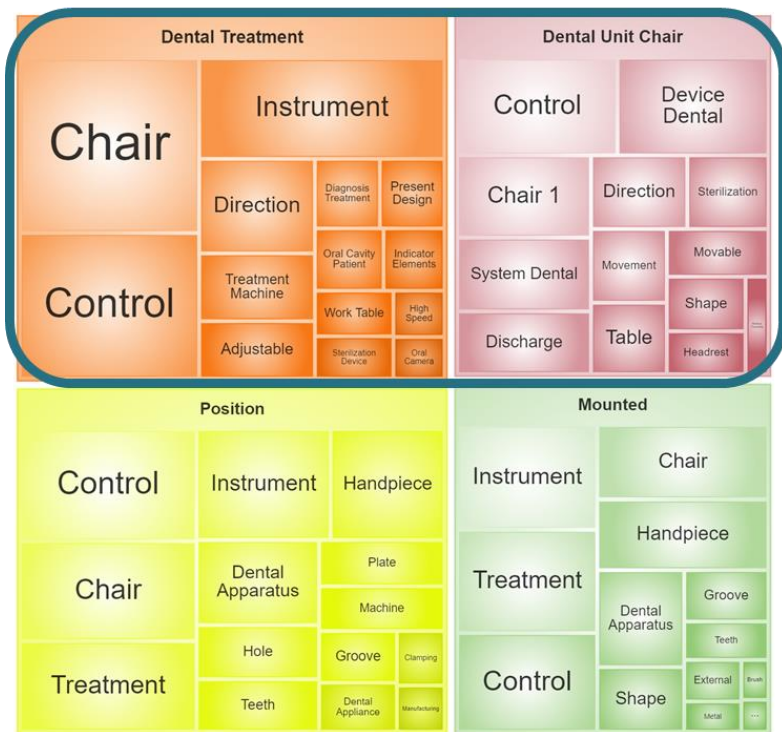 Dental Treatment
Chair
Control
Instrument
Direction
Treatment
Machine
Adjustable
Diagnosis
Treatment
Present
Design
Oral Cavity
Patient
Indicator
Elements
Work Table
High
Speed
Sterilization
Device
Oral
Camera
Dental Unit Chair
Control
Device
Dental
Chair 1
System Dental
Discharge
Direction
Sterilization
Movement
Table
Movable
Shape
Headrest
Position
Control
Chair
Treatment
Instrument
Handpiece
Dental
Apparatus
Hole
Teeth
Plate
Machine
Groove
Clamping
Dental
Appliance
Manufacturing
Mounted
Instrument
Treatment
Control
Chair
Handpiece
Dental
Apparatus
Shape
Groove
Teeth
External
Brush
Metal
...